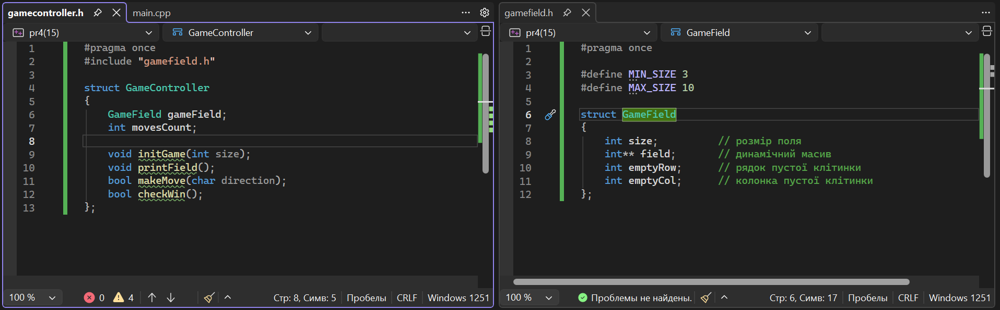 gamecontroller.h main.cpp
pr4(15) GameController
1 #pragma once
2 #include "gamefield.h"
3
4 struct GameController
5 {
6 GameField gameField;
7 int movesCount;
8
9 void initGame(int size);
10 void printField();
11 bool makeMove(char direction);
12 bool checkWin();
13 };
100 % 0 4 Стр: 8, Симв: 5 Пробелы CRLF Windows 1251
gamefield.h
pr4(15) GameField
1 #pragma once
2
3 #define MIN_SIZE 3
4 #define MAX_SIZE 10
5
6 struct GameField
7 {
8 int size; // розмір поля
9 int** field; // динамічний масив
10 int emptyRow; // рядок пустої клітинки
11 int emptyCol; // колонка пустої клітинки
12 };
100 % Проблемы не найдены. Стр: 6, Симв: 17 Пробелы CRLF Windows 1251